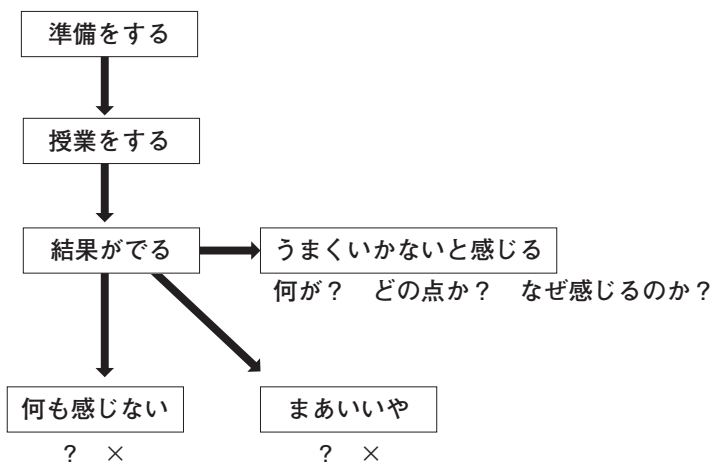 準備をする
授業をする
結果がでる
うまくいかないと感じる
何が？　どの点か？　なぜ感じるのか？
何も感じない
まあいいや
？　×
？　×